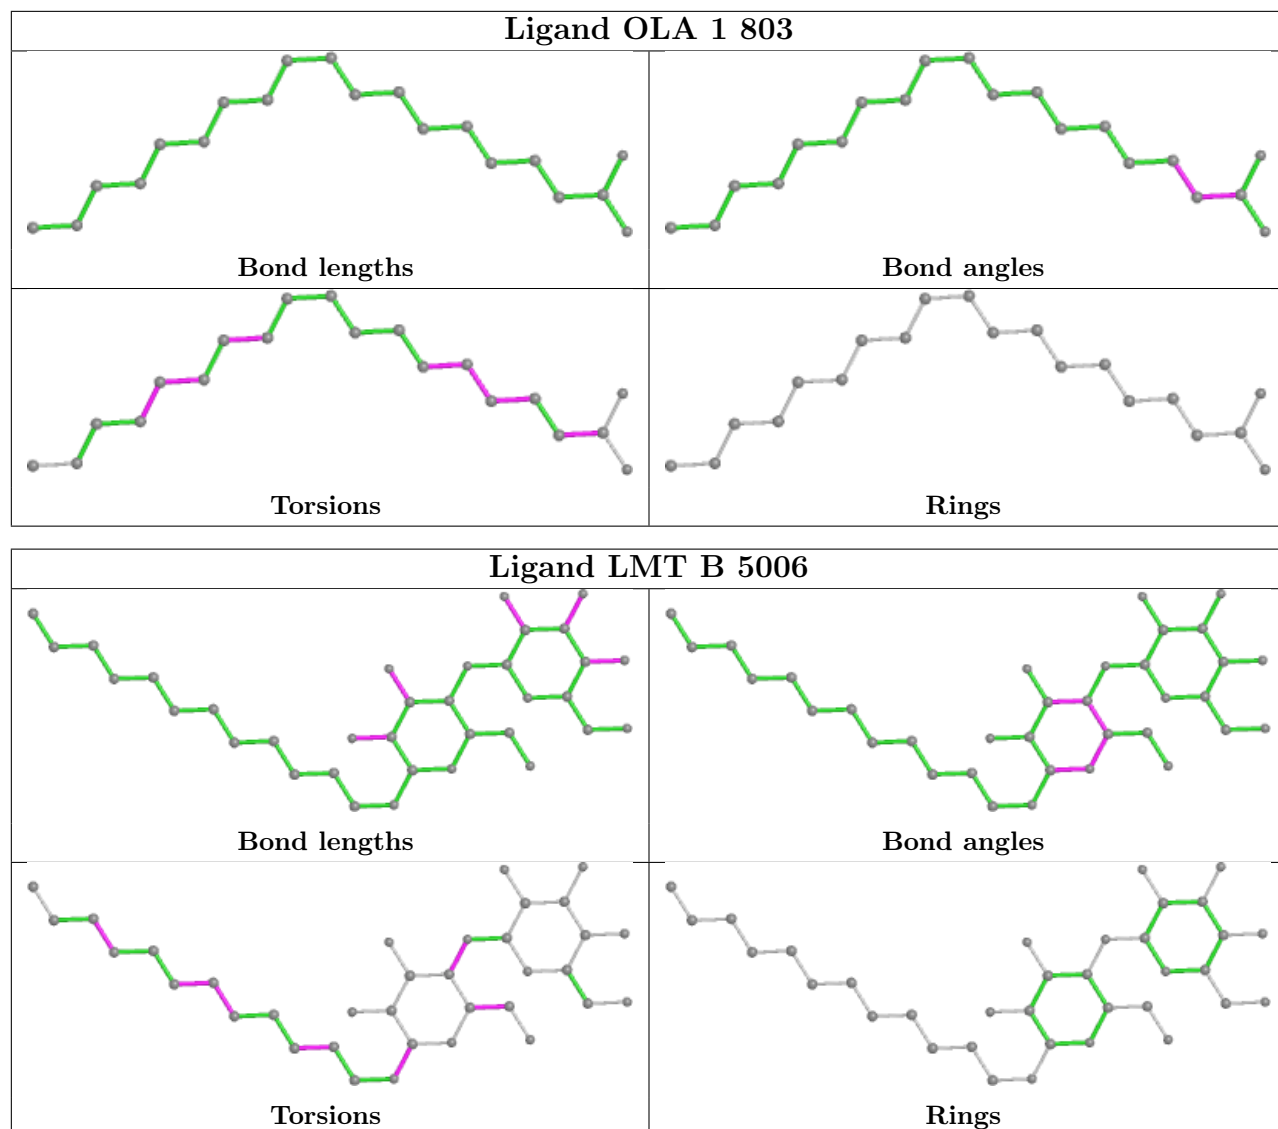 Ligand OLA 1 803
Bond lengths
Bond angles
Torsions
Rings
Ligand LMT B 5006
Bond lengths
Bond angles
Torsions
Rings